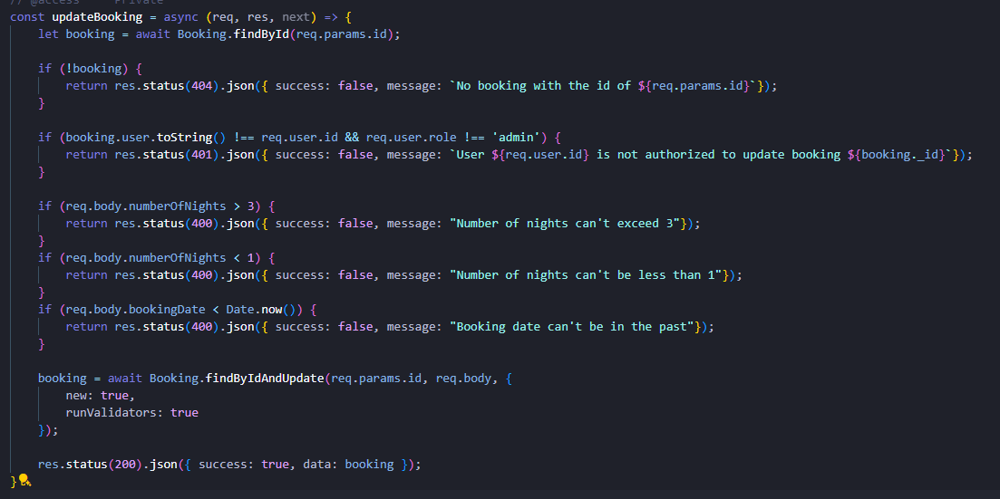 // @access Private
const updateBooking = async (req, res, next) => {
    let booking = await Booking.findById(req.params.id);

    if (!booking) {
        return res.status(404).json({ success: false, message: `No booking with the id of ${req.params.id}`});
    }

    if (booking.user.toString() !== req.user.id && req.user.role !== 'admin') {
        return res.status(401).json({ success: false, message: `User ${req.user.id} is not authorized to update booking ${booking._id}`});
    }

    if (req.body.numberOfNights > 3) {
        return res.status(400).json({ success: false, message: "Number of nights can't exceed 3"});
    }
    if (req.body.numberOfNights < 1) {
        return res.status(400).json({ success: false, message: "Number of nights can't be less than 1"});
    }
    if (req.body.bookingDate < Date.now()) {
        return res.status(400).json({ success: false, message: "Booking date can't be in the past"});
    }

    booking = await Booking.findByIdAndUpdate(req.params.id, req.body, {
        new: true,
        runValidators: true
    });

    res.status(200).json({ success: true, data: booking });
}